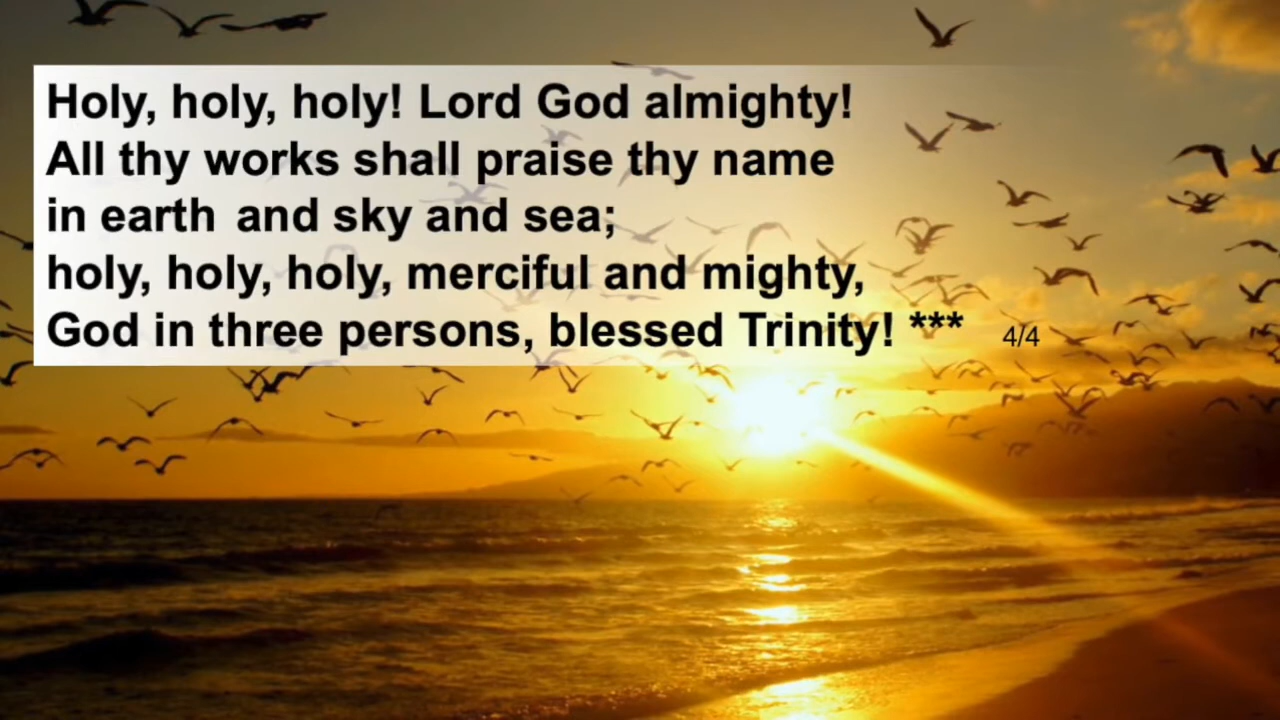 Holy, holy, holy! Lord God almighty!
All thy works shall praise thy name
in earth and sky and sea;
holy, holy, holy, merciful and mighty,
God in three persons, blessed Trinity! *** 4/4